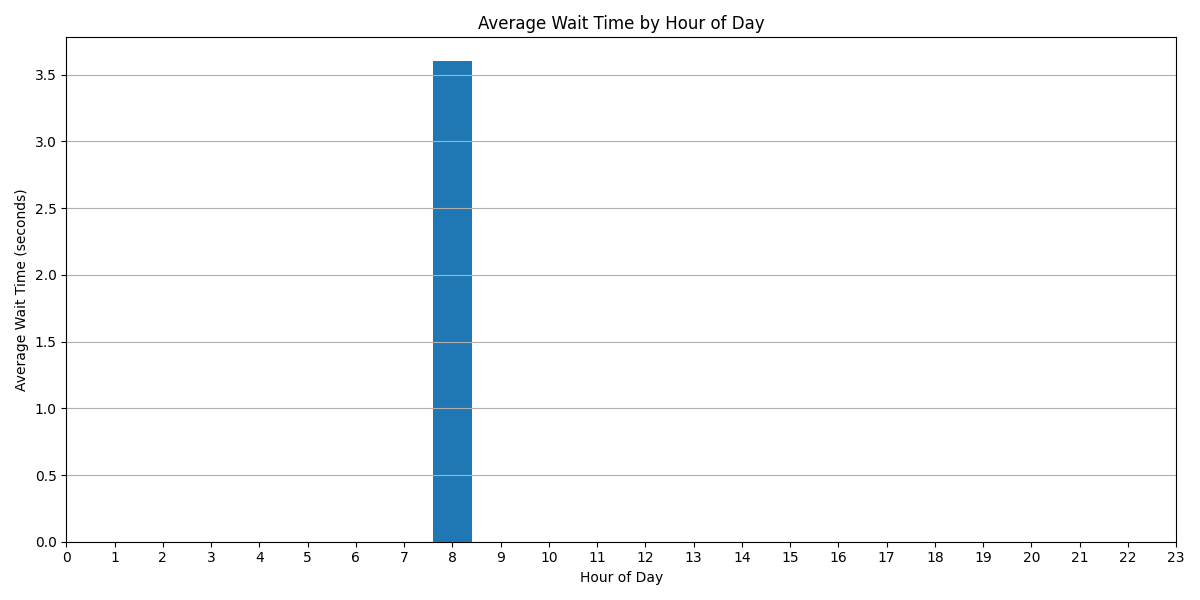 Average Wait Time by Hour of Day
Average Wait Time (seconds)
3.5
3.0
2.5
2.0
1.5
1.0
0.5
0.0
0 1 2 3 4 5 6 7 8 9 10 11 12 13 14 15 16 17 18 19 20 21 22 23
Hour of Day